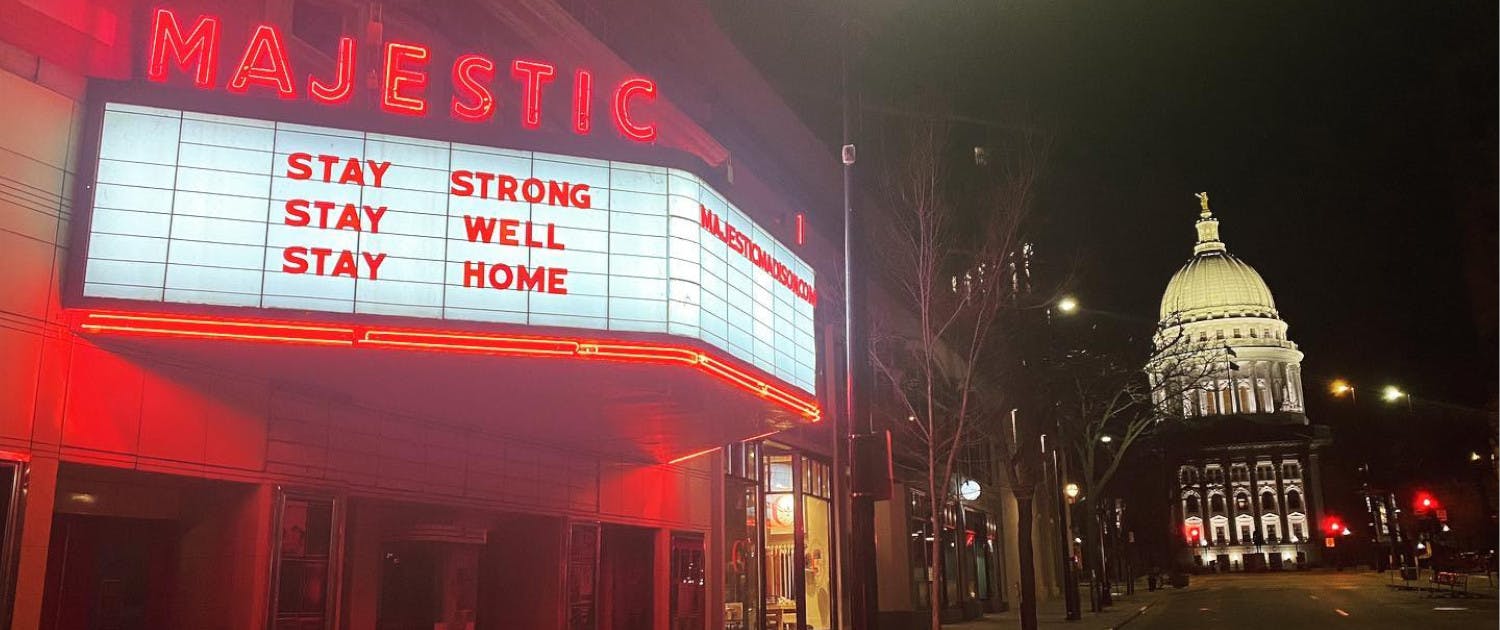 MAJESTIC
STAY STRONG
STAY WELL
STAY HOME
MAJESTICMADISON.COM